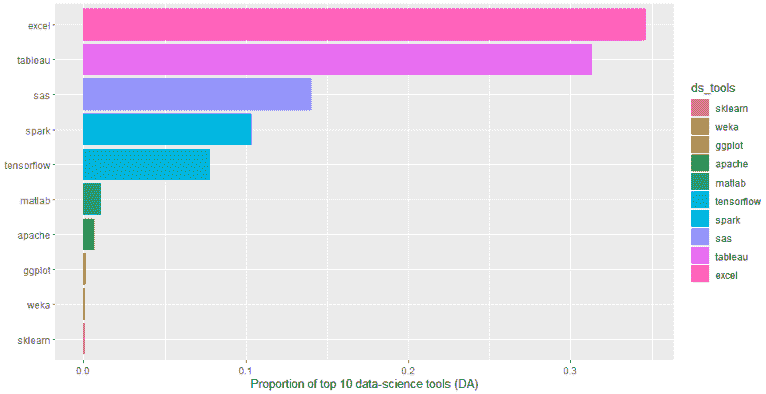 excel
tableau
sas
spark
tensorflow
matlab
apache
ggplot
weka
sklearn
0.0 0.1 0.2 0.3
Proportion of top 10 data-science tools (DA)
ds_tools
sklearn
weka
ggplot
apache
matlab
tensorflow
spark
sas
tableau
excel